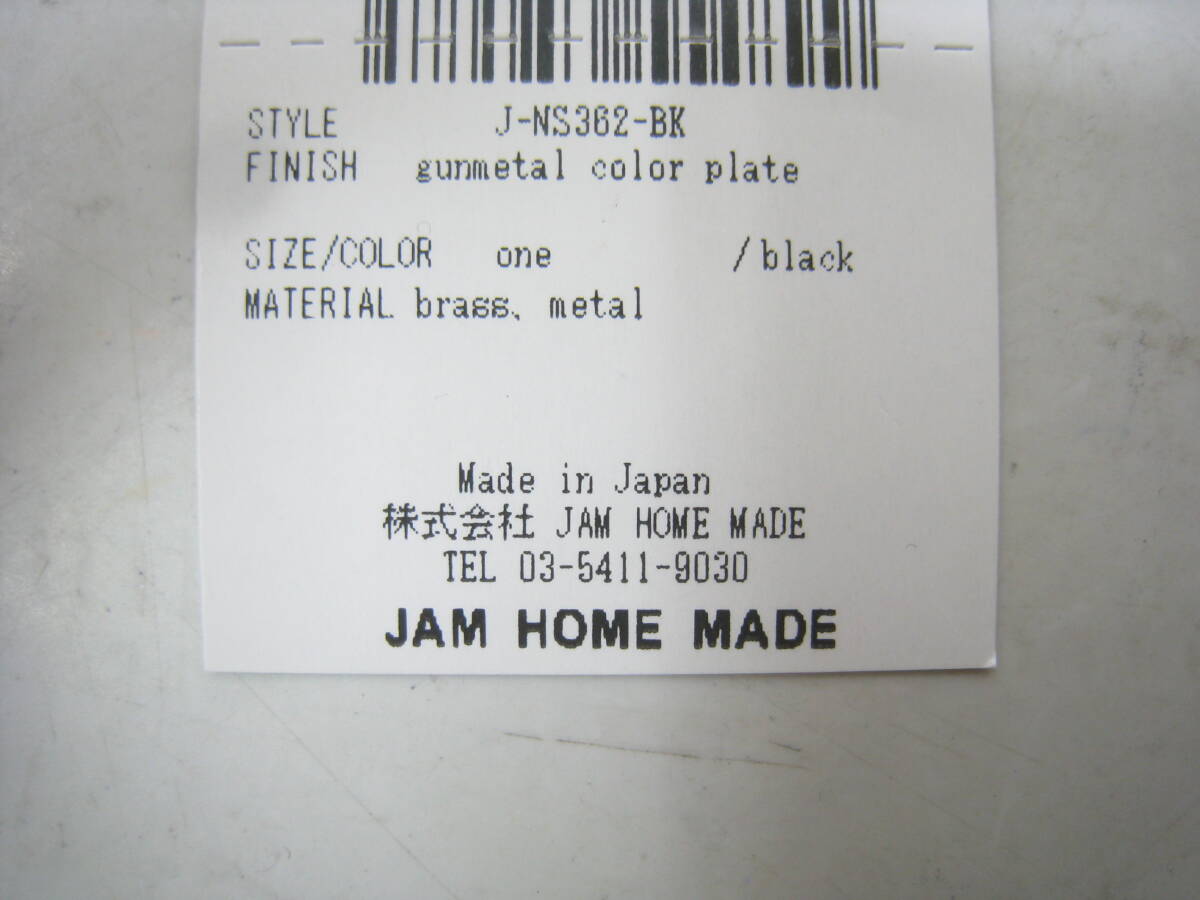 STYLE J-NS362-BK
FINISH gunmetal color plate
SIZE/COLOR one /black
MATERIAL brass、metal
Made in Japan
株式会社 JAM HOME MADE
TEL 03-5411-9030
JAM HOME MADE